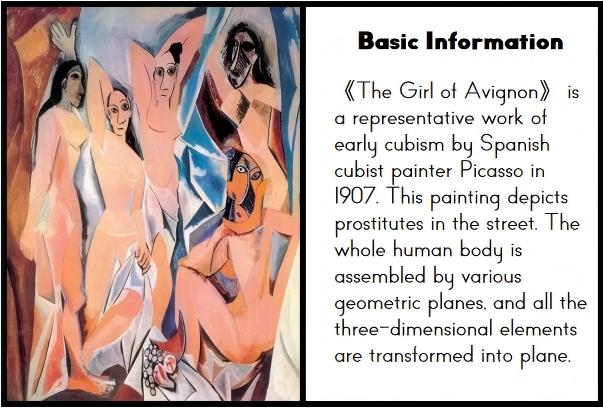 Basic Information
《The Girl of Avignon》 is
a representative work of
early cubism by Spanish
cubist painter Picasso in
1907. This painting depicts
prostitutes in the street. The
whole human body is
assembled by various
geometric planes, and all the
three-dimensional elements
are transformed into plane.